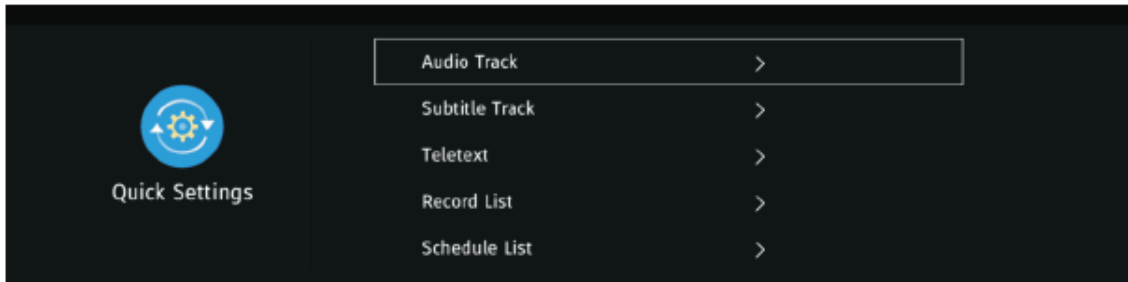 Quick Settings
Audio Track
Subtitle Track
Teletext
Record List
Schedule List